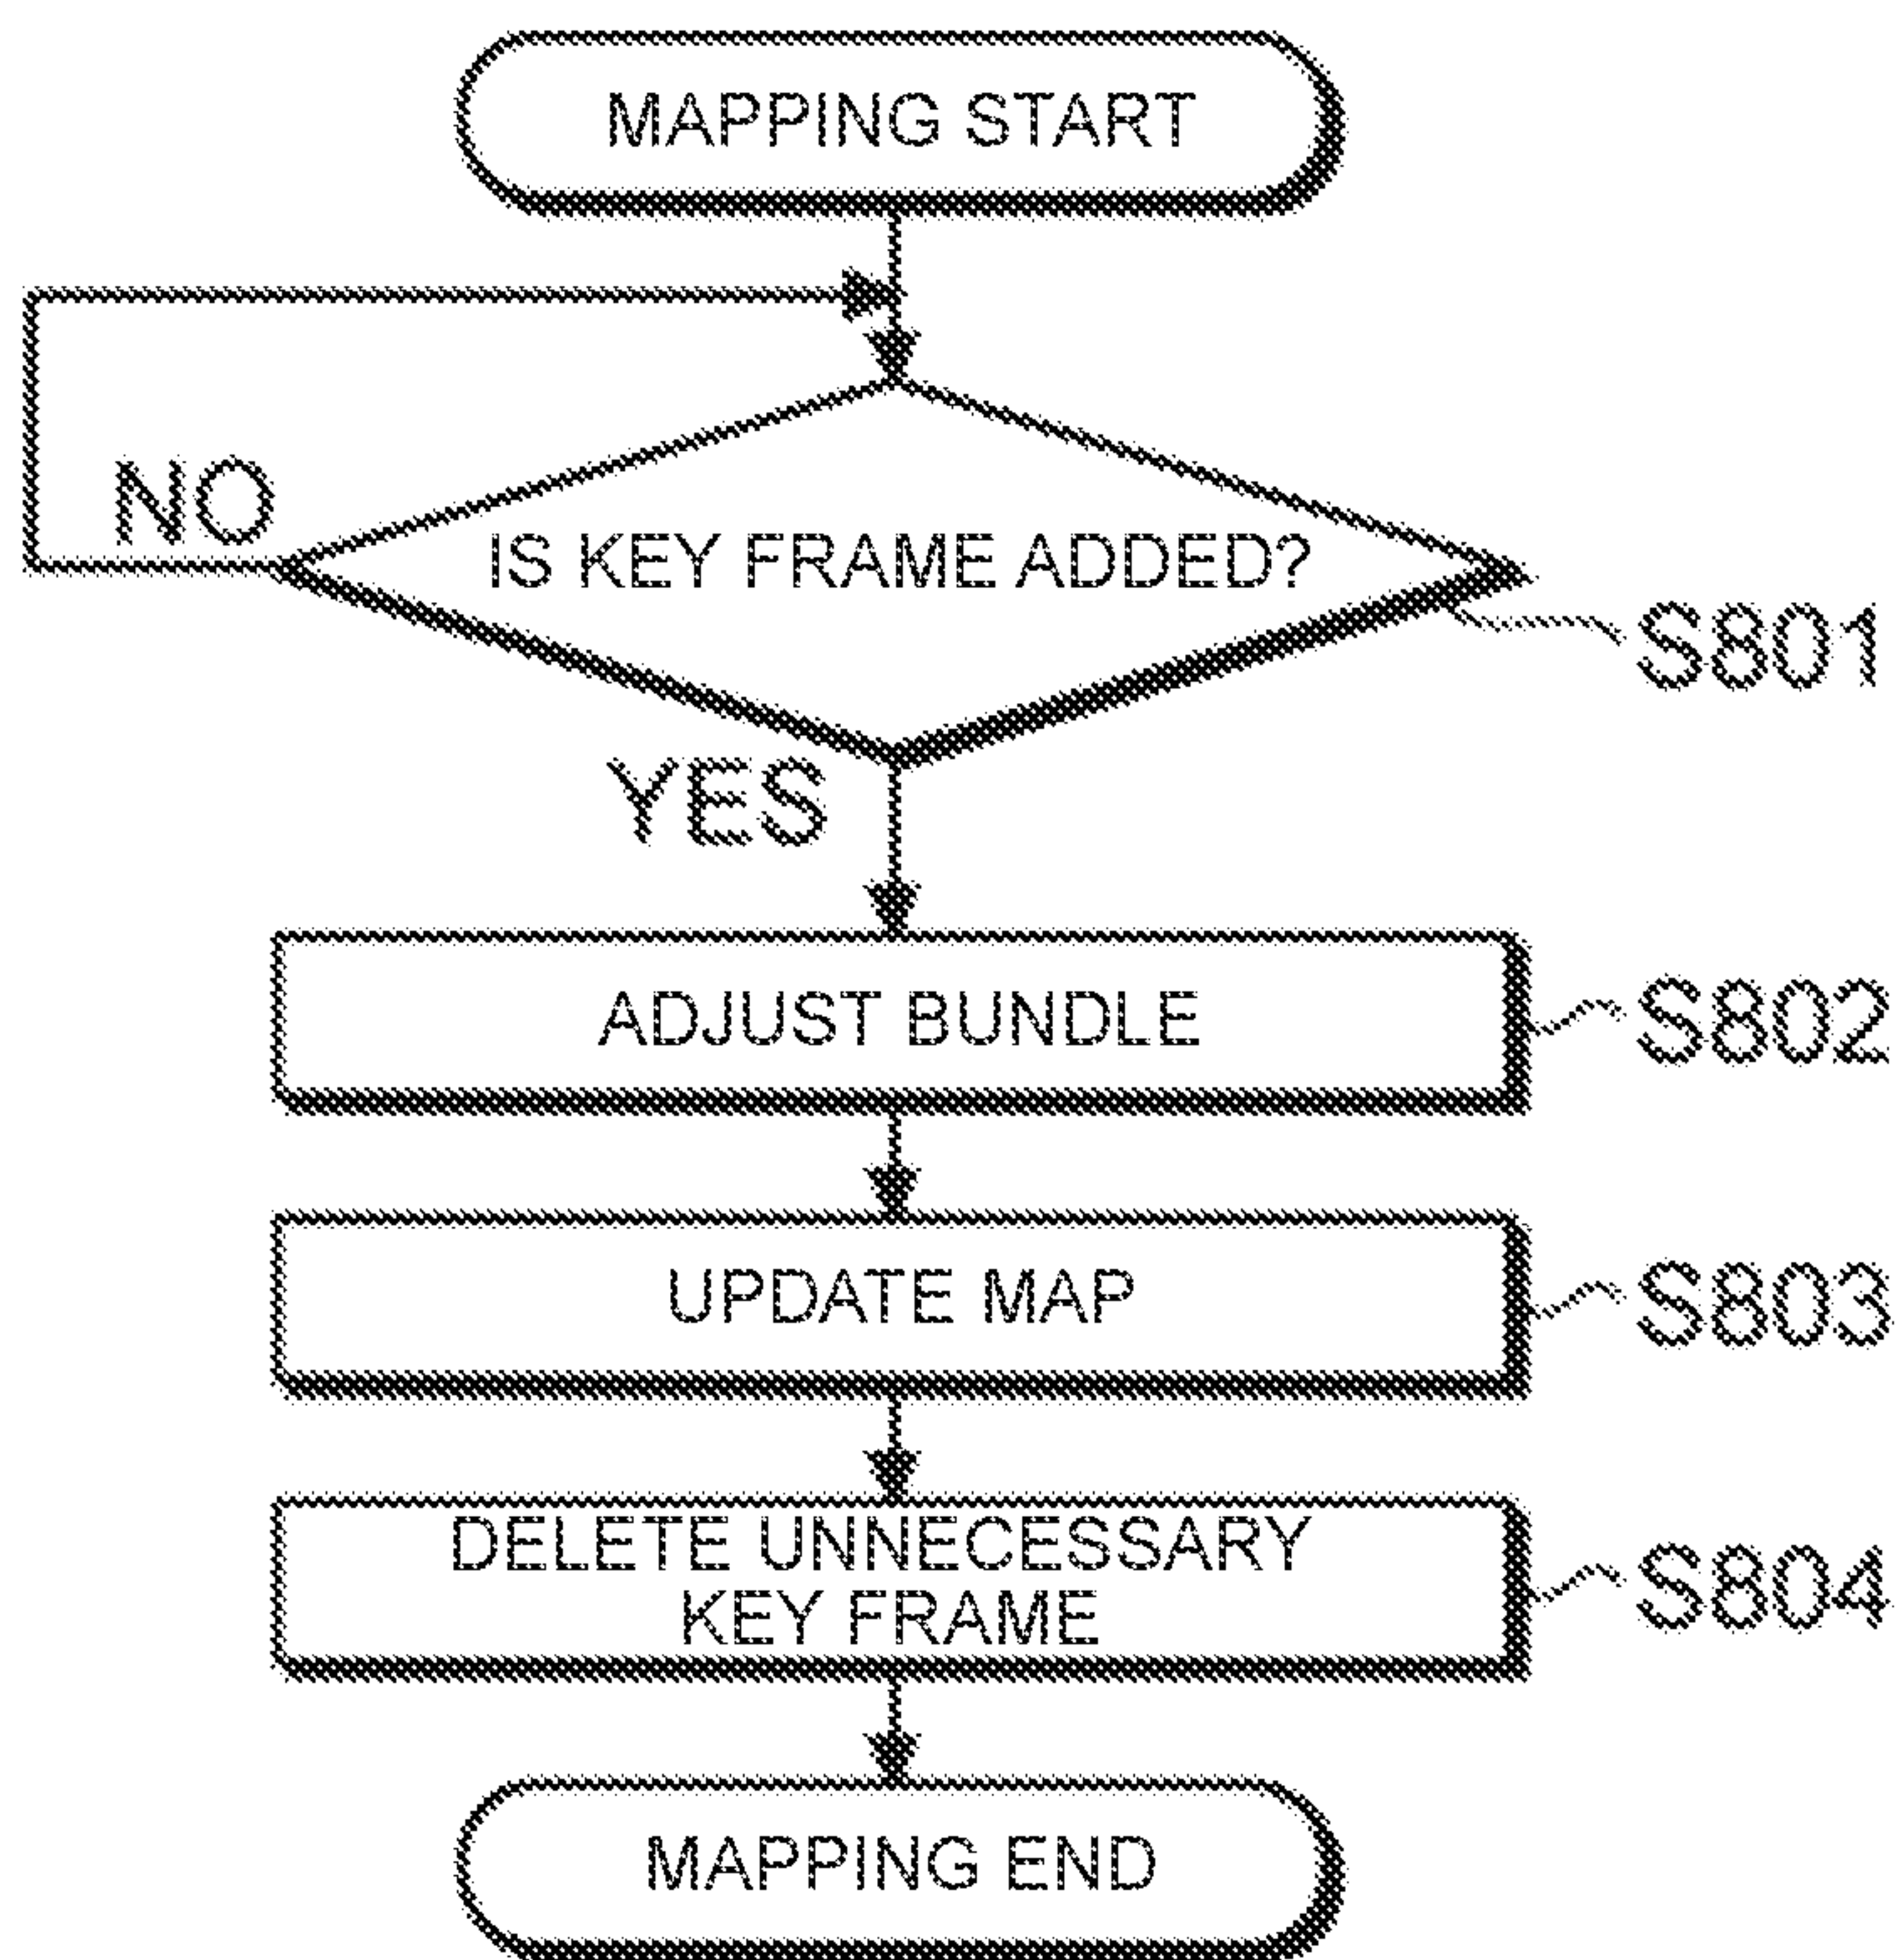 MAPPING START
NO
IS KEY FRAME ADDED?
S801
YES
ADJUST BUNDLE
S802
UPDATE MAP
S803
DELETE UNNECESSARY
KEY FRAME
S804
MAPPING END